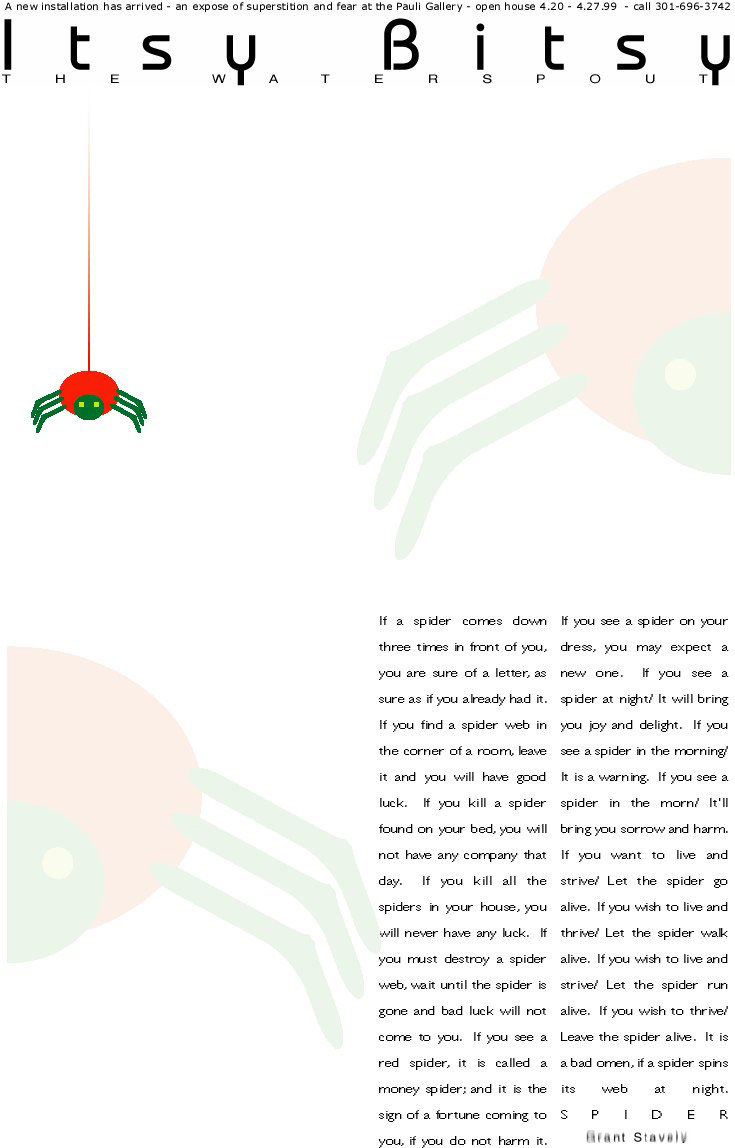 A new installation has arrived - an expose of superstition and fear at the Pauli Gallery - open house 4.20 - 4.27.99 - call 301-696-3742
Itsy Bitsy
THE WATERSPOUT
If a spider comes down
three times in front of you,
you are sure of a letter, as
sure as if you already had it.
If you find a spider web in
the corner of a room, leave
it and you will have good
luck. If you kill a spider
found on your bed, you will
not have any company that
day. If you kill all the
spiders in your house, you
will never have any luck. If
you must destroy a spider
web, wait until the spider is
gone and bad luck will not
come to you. If you see a
red spider, it is called a
money spider; and it is the
sign of a fortune coming to
you, if you do not harm it.
If you see a spider on your
dress, you may expect a
new one. If you see a
spider at night/ It will bring
you joy and delight. If you
see a spider in the morning/
It is a warning. If you see a
spider in the morn/ It'll
bring you sorrow and harm.
If you want to live and
strive/ Let the spider go
alive. If you wish to live and
thrive/ Let the spider walk
alive. If you wish to live and
strive/ Let the spider run
alive. If you wish to thrive/
Leave the spider alive. It is
a bad omen, if a spider spins
its web at night.
SPIDER
Grant Stavely